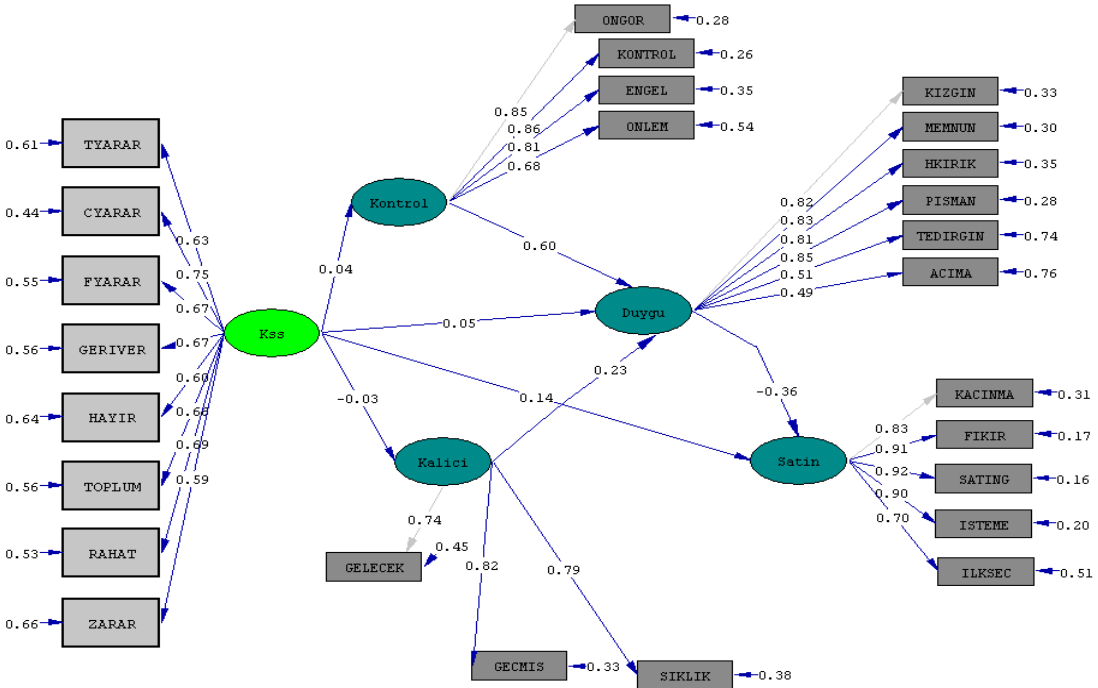 ONGOR 0.28
KONTROL 0.26
ENGEL 0.35
ONLEM 0.54
0.85
0.86
0.81
0.68
KIZGIN 0.33
MEMNUN 0.30
HKIRIK 0.35
PISMAN 0.28
TEDIRGIN 0.74
ACIMA 0.76
0.82
0.83
0.81
0.85
0.51
0.49
0.61 TYARAR
0.44 CYARAR
0.55 FYARAR
0.56 GERIVER
0.64 HAYIR
0.56 TOPLUM
0.53 RAHAT
0.66 ZARAR
0.63
0.75
0.67
0.67
0.60
0.68
0.69
0.59
Kontrol
Kss
Duygu
Kalici
Satin
0.04
0.60
0.05
-0.03
0.14
0.23
-0.36
KACINMA 0.31
FIKIR 0.17
SATING 0.16
ISTEME 0.20
ILKSEC 0.51
0.83
0.91
0.92
0.90
0.70
0.74
0.82
0.79
GELECEK 0.45
GECMIS 0.33
SIKLIK 0.38